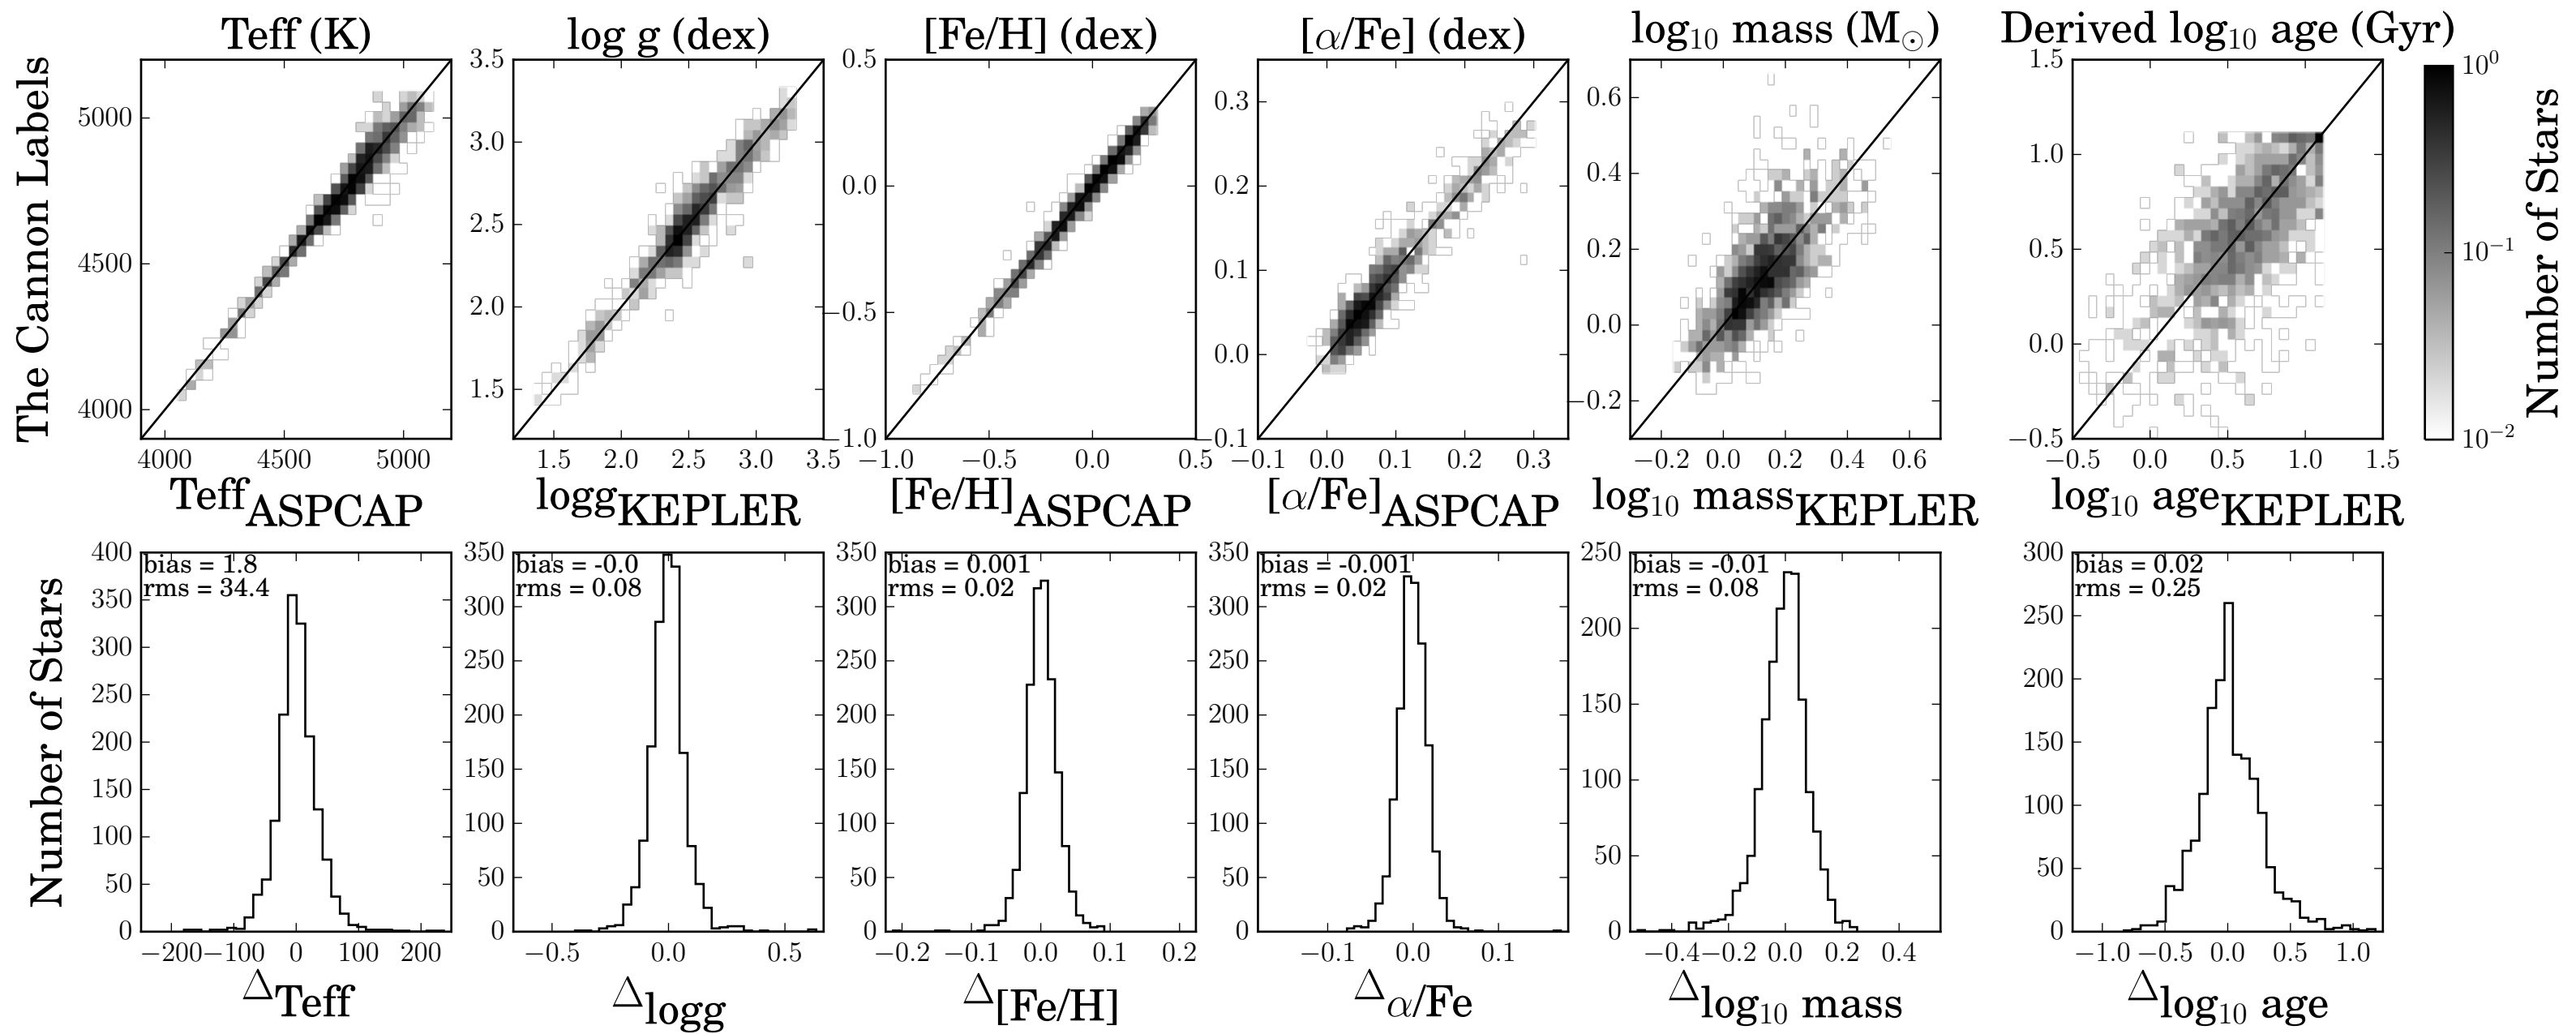 Teff (K)
log g (dex)
[Fe/H] (dex)
[α/Fe] (dex)
log₁₀ mass (M☉)
Derived log₁₀ age (Gyr)
The Cannon Labels
5000
4500
4000
4000 4500 5000
Teff ASPCAP
3.5
3.0
2.5
2.0
1.5
1.5 2.0 2.5 3.0 3.5
logg KEPLER
0.5
0.0
−0.5
−1.0
−1.0 −0.5 0.0 0.5
[Fe/H] ASPCAP
0.3
0.2
0.1
0.0
−0.1
−0.1 0.0 0.1 0.2 0.3
[α/Fe] ASPCAP
0.6
0.4
0.2
0.0
−0.2
−0.2 0.0 0.2 0.4 0.6
log₁₀ mass KEPLER
1.5
1.0
0.5
0.0
−0.5
−0.5 0.0 0.5 1.0 1.5
log₁₀ age KEPLER
10⁰
10⁻¹
10⁻²
Number of Stars
Number of Stars
400
350
300
250
200
150
100
50
0
bias = 1.8
rms = 34.4
−200 −100 0 100 200
Δ Teff
350
300
250
200
150
100
50
0
bias = -0.0
rms = 0.08
−0.5 0.0 0.5
Δ logg
350
300
250
200
150
100
50
0
bias = 0.001
rms = 0.02
−0.2 −0.1 0.0 0.1 0.2
Δ [Fe/H]
350
300
250
200
150
100
50
0
bias = -0.001
rms = 0.02
−0.1 0.0 0.1
Δ α/Fe
250
200
150
100
50
0
bias = -0.01
rms = 0.08
−0.4 −0.2 0.0 0.2 0.4
Δ log₁₀ mass
300
250
200
150
100
50
0
bias = 0.02
rms = 0.25
−1.0 −0.5 0.0 0.5 1.0
Δ log₁₀ age